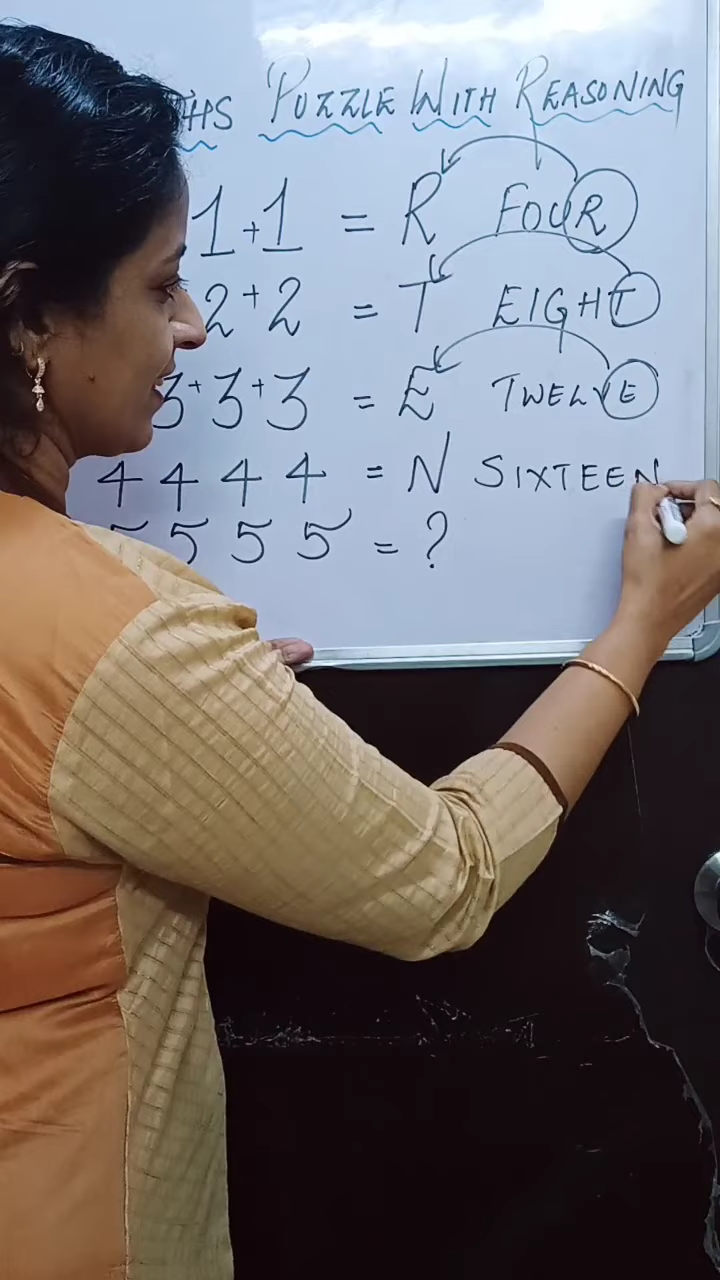 PUZZLE WITH REASONING
1+1 = R FOUR
2+2 = T EIGHT
3+3+3 = E TWELVE
4 4 4 4 = N SIXTEEN
5 5 5 5 = ?